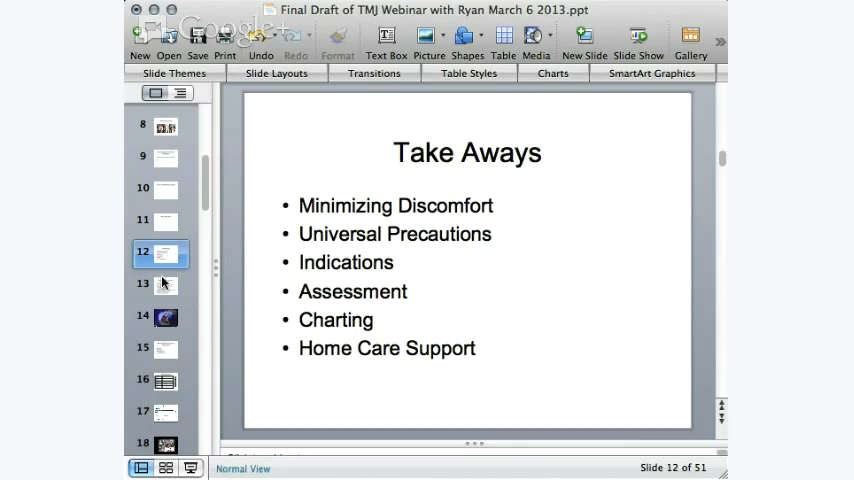 Final Draft of TMJ Webinar with Ryan March 6 2013.ppt
Google+
New Open Save Print Undo Redo Format Text Box Picture Shapes Table Media New Slide Slide Show Gallery
Slide Themes Slide Layouts Transitions Table Styles Charts SmartArt Graphics
8
9
10
11
12
13
14
15
16
17
18
Take Aways
• Minimizing Discomfort
• Universal Precautions
• Indications
• Assessment
• Charting
• Home Care Support
Normal View
Slide 12 of 51